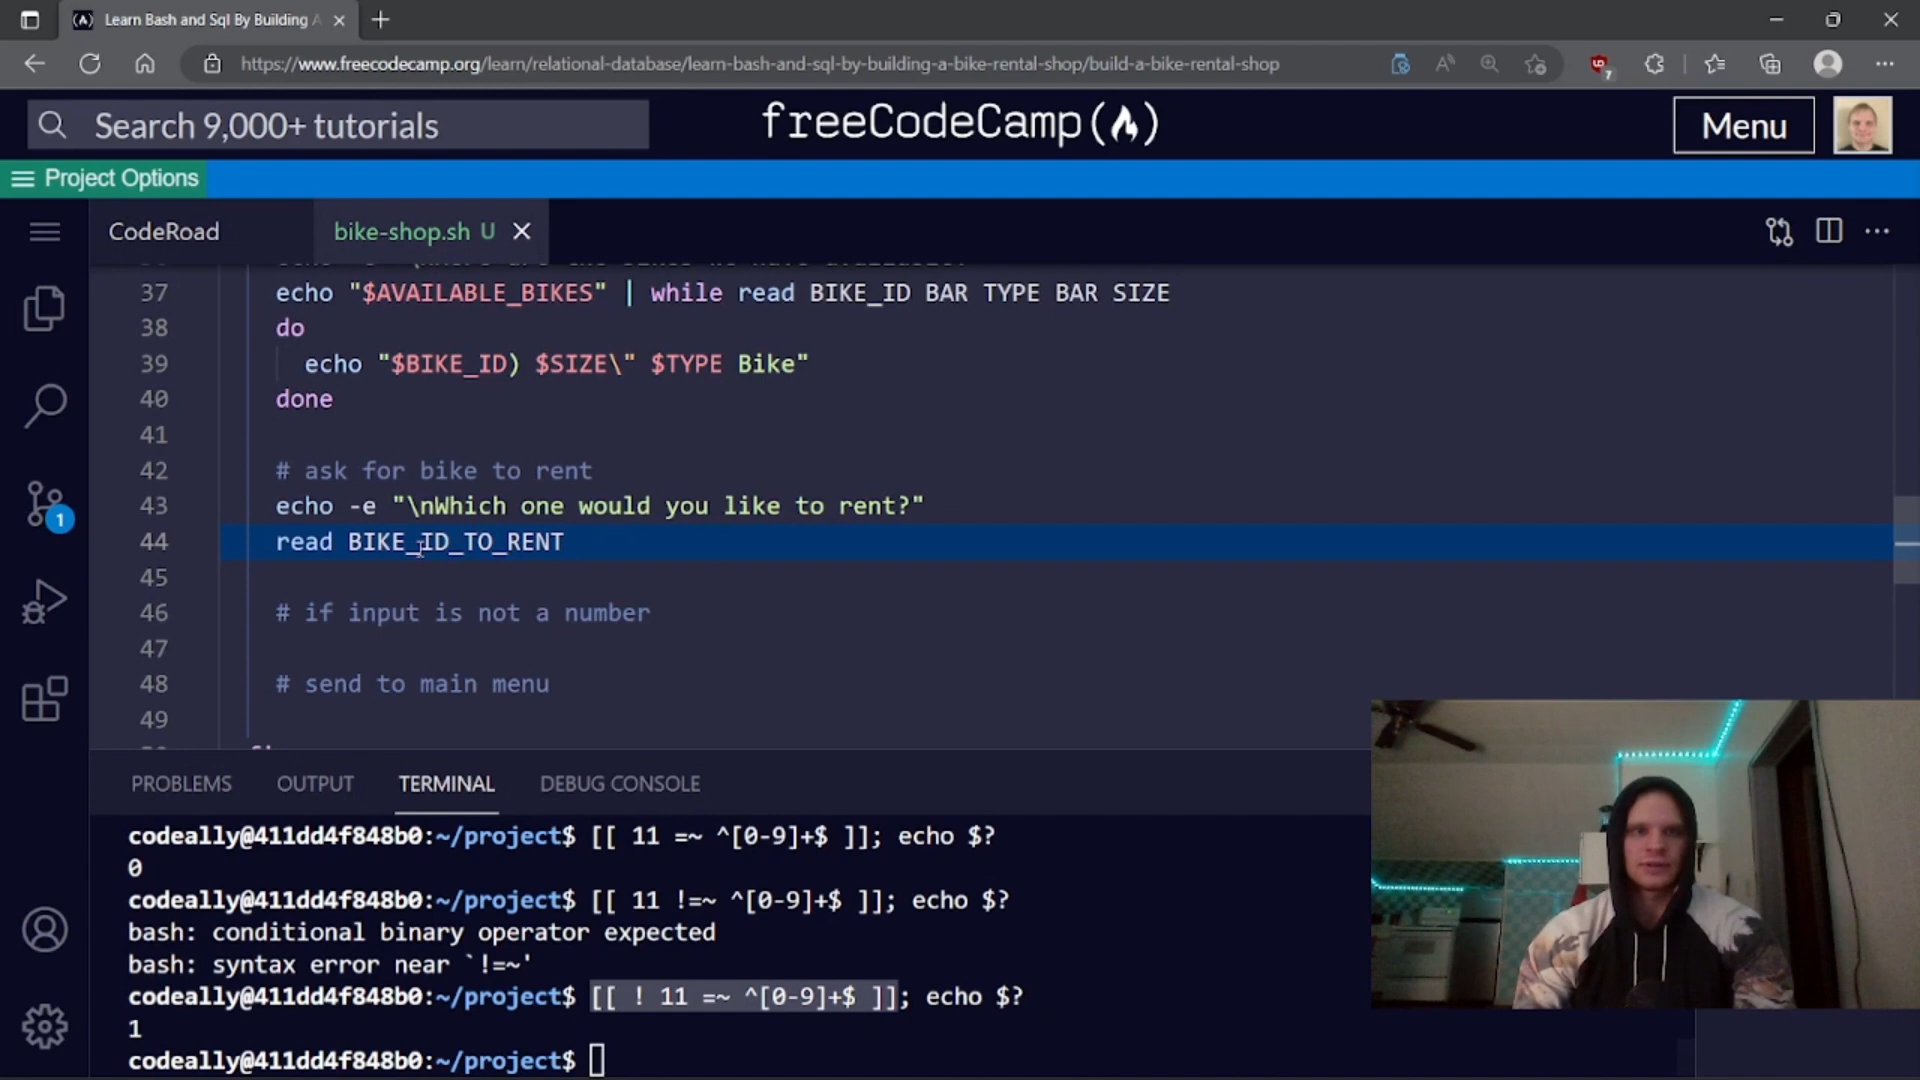 Learn Bash and Sql By Building A
https://www.freecodecamp.org/learn/relational-database/learn-bash-and-sql-by-building-a-bike-rental-shop/build-a-bike-rental-shop
7
Search 9,000+ tutorials
freeCodeCamp(
Menu
Project Options
CodeRoad
bike-shop.sh U
37 echo "$AVAILABLE_BIKES" | while read BIKE_ID BAR TYPE BAR SIZE
38 do
39 echo "$BIKE_ID) $SIZE\" $TYPE Bike"
40 done
41
42 # ask for bike to rent
43 echo -e "\nWhich one would you like to rent?"
44 read BIKE_ID_TO_RENT
45
46 # if input is not a number
47
48 # send to main menu
49
1
PROBLEMS OUTPUT TERMINAL DEBUG CONSOLE
codeally@411dd4f848b0:~/project$ [[ 11 =~ ^[0-9]+$ ]]; echo $?
0
codeally@411dd4f848b0:~/project$ [[ 11 !=~ ^[0-9]+$ ]]; echo $?
bash: conditional binary operator expected
bash: syntax error near `!=~'
codeally@411dd4f848b0:~/project$ [[ ! 11 =~ ^[0-9]+$ ]]; echo $?
1
codeally@411dd4f848b0:~/project$